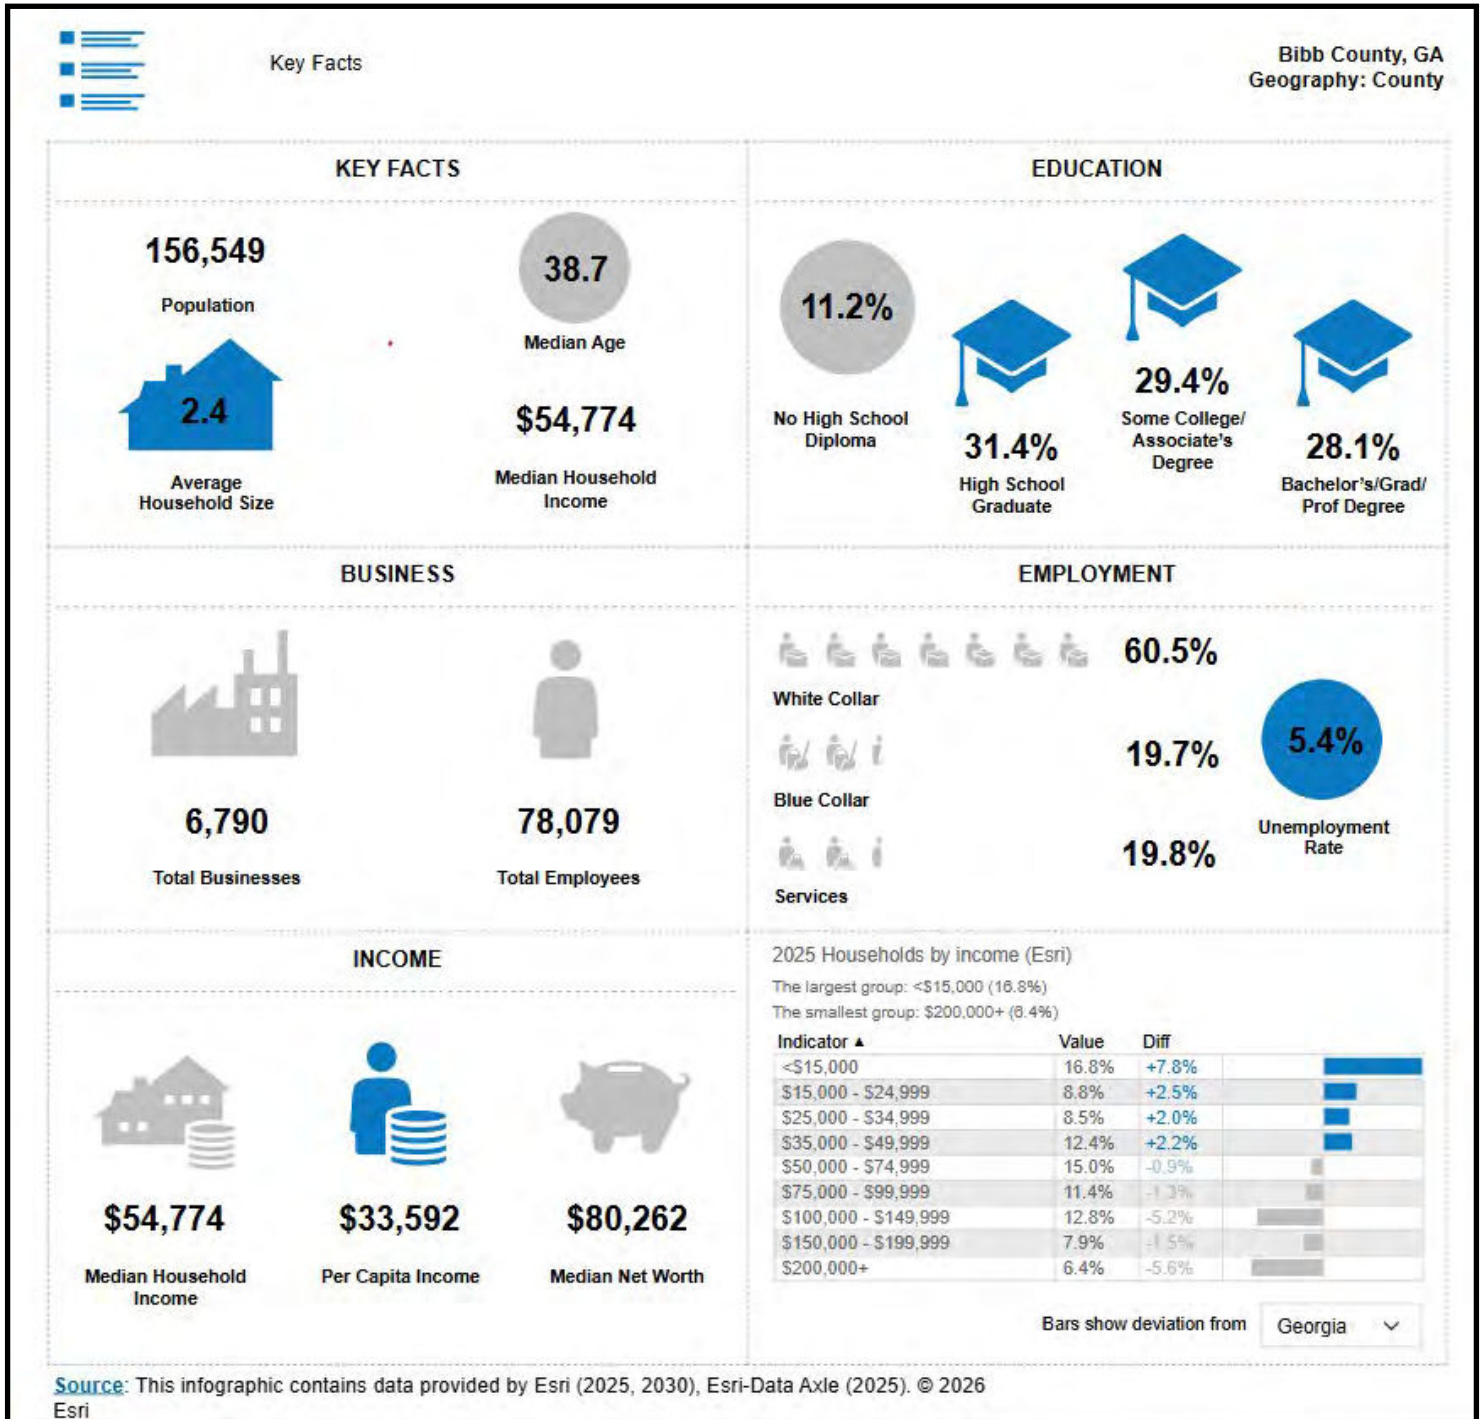 Key Facts
Bibb County, GA
Geography: County
KEY FACTS
156,549
Population
38.7
Median Age
2.4
Average
Household Size
$54,774
Median Household
Income
EDUCATION
11.2%
No High School
Diploma
31.4%
High School
Graduate
29.4%
Some College/
Associate's
Degree
28.1%
Bachelor's/Grad/
Prof Degree
BUSINESS
6,790
Total Businesses
78,079
Total Employees
EMPLOYMENT
60.5%
White Collar
19.7%
Blue Collar
19.8%
Services
5.4%
Unemployment
Rate
INCOME
$54,774
Median Household
Income
$33,592
Per Capita Income
$80,262
Median Net Worth
2025 Households by income (Esri)
The largest group: <$15,000 (16.8%)
The smallest group: $200,000+ (6.4%)
Indicator ▲ Value Diff
<$15,000 16.8% +7.8%
$15,000 - $24,999 8.8% +2.5%
$25,000 - $34,999 8.5% +2.0%
$35,000 - $49,999 12.4% +2.2%
$50,000 - $74,999 15.0% -0.9%
$75,000 - $99,999 11.4% -1.3%
$100,000 - $149,999 12.8% -5.2%
$150,000 - $199,999 7.9% -1.5%
$200,000+ 6.4% -5.6%
Bars show deviation from Georgia
Source: This infographic contains data provided by Esri (2025, 2030), Esri-Data Axle (2025). © 2026
Esri